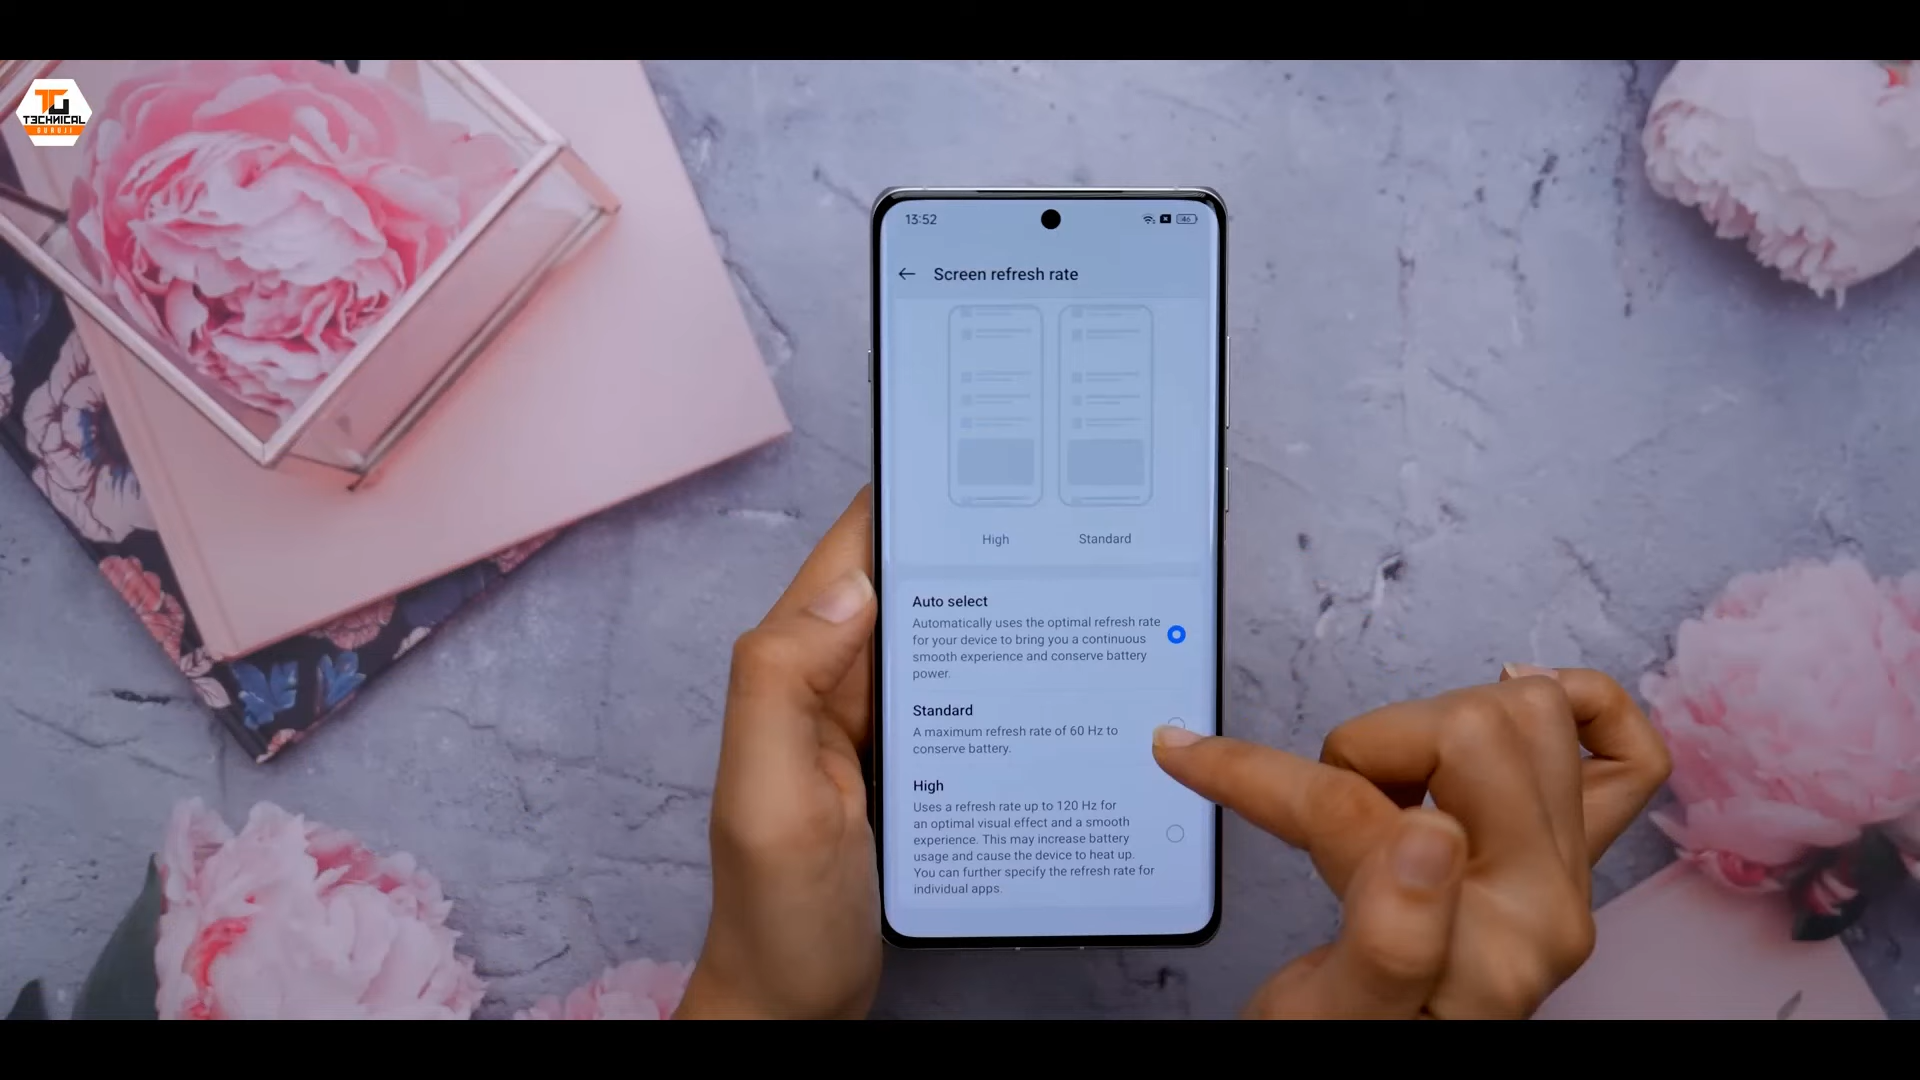 TECHNICAL
GURUJI
13:52
46
Screen refresh rate
High
Standard
Auto select
Automatically uses the optimal refresh rate
for your device to bring you a continuous
smooth experience and conserve battery
power.
Standard
A maximum refresh rate of 60 Hz to
conserve battery.
High
Uses a refresh rate up to 120 Hz for
an optimal visual effect and a smooth
experience. This may increase battery
usage and cause the device to heat up.
You can further specify the refresh rate for
individual apps.